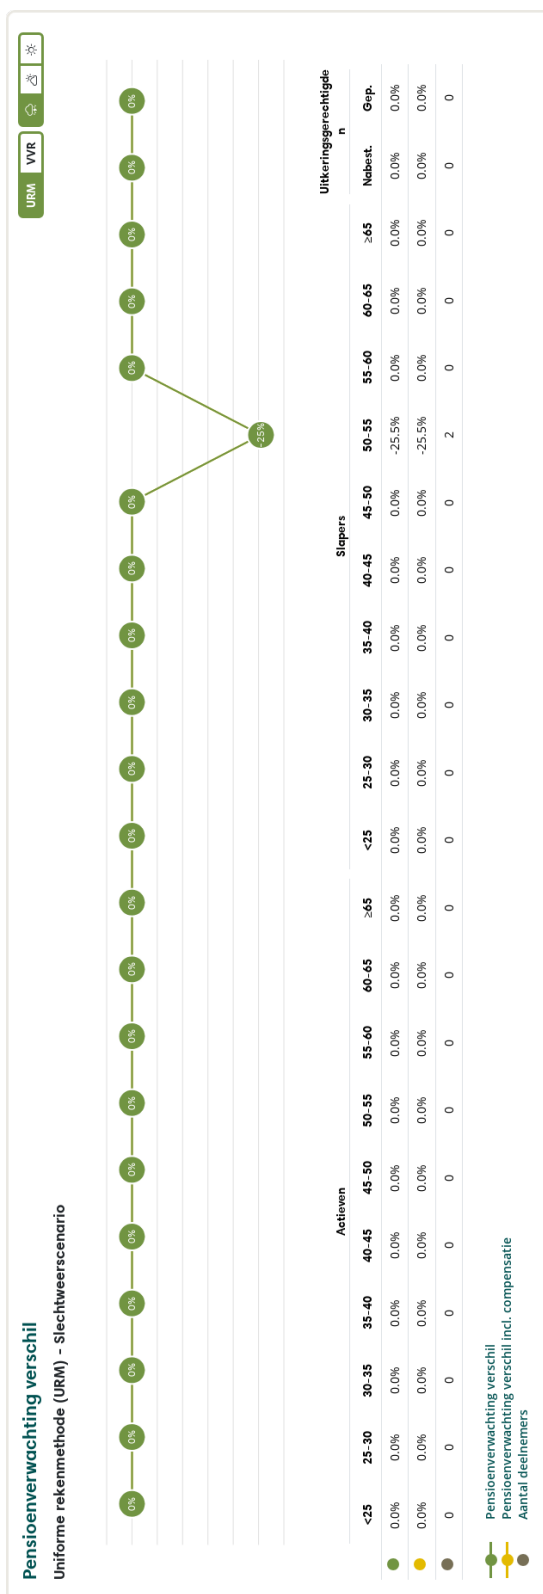 Pensioenverwachting verschil
Uniforme rekenmethode (URM) - Slechtweerscenario
URM VVR
0% 0% 0% 0% 0% 0% 0% 0% 0% 0% 0% 0% 0% 0% 0% 0% -25% 0% 0% 0% 0% 0%
Actieven Slapers Uitkeringsgerechtigde
n
<25 25-30 30-35 35-40 40-45 45-50 50-55 55-60 60-65 ≥65 <25 25-30 30-35 35-40 40-45 45-50 50-55 55-60 60-65 ≥65 Nabest. Gep.
0.0% 0.0% 0.0% 0.0% 0.0% 0.0% 0.0% 0.0% 0.0% 0.0% 0.0% 0.0% 0.0% 0.0% 0.0% 0.0% -25.5% 0.0% 0.0% 0.0% 0.0% 0.0%
0.0% 0.0% 0.0% 0.0% 0.0% 0.0% 0.0% 0.0% 0.0% 0.0% 0.0% 0.0% 0.0% 0.0% 0.0% 0.0% -25.5% 0.0% 0.0% 0.0% 0.0% 0.0%
0 0 0 0 0 0 0 0 0 0 0 0 0 0 0 0 2 0 0 0 0 0
Pensioenverwachting verschil
Pensioenverwachting verschil incl. compensatie
Aantal deelnemers